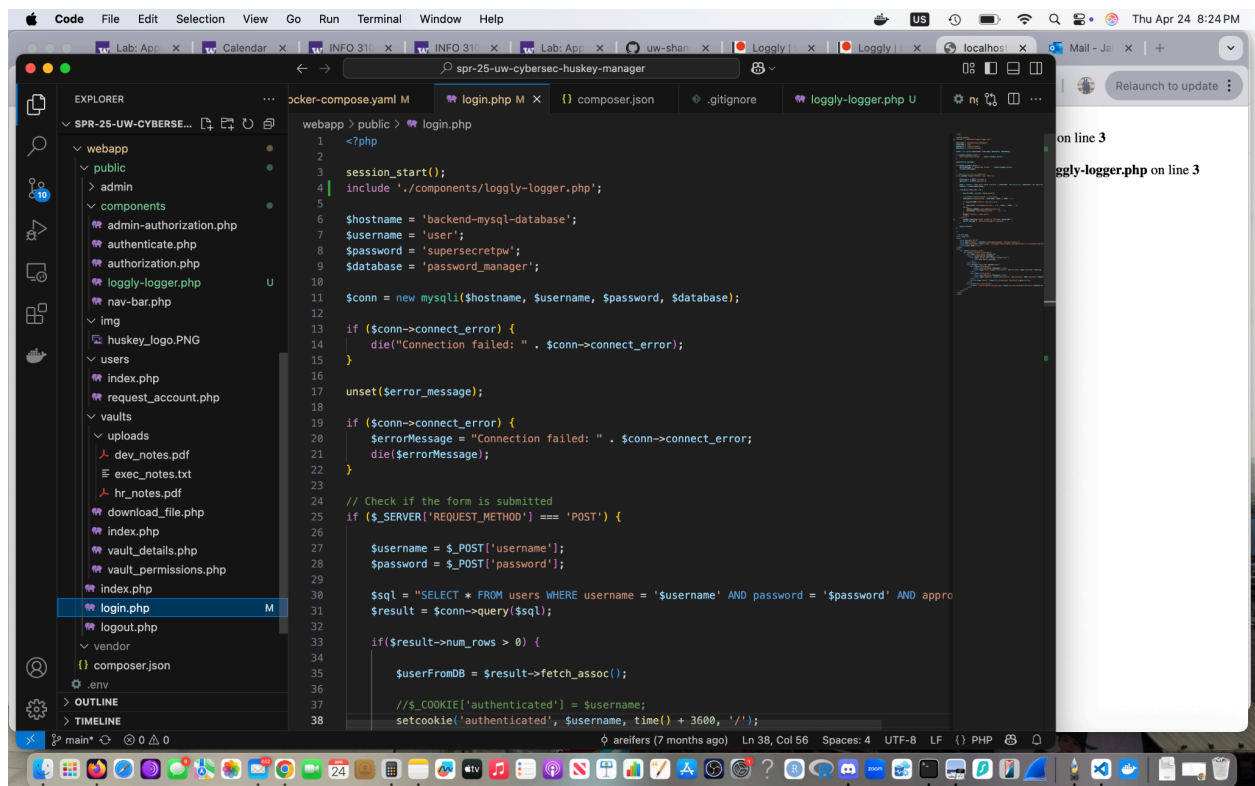 Code File Edit Selection View Go Run Terminal Window Help US Thu Apr 24 8:24 PM
Lab: App Calendar INFO 310 INFO 310 Lab: App uw-shan Loggly | Loggly | localhost Mail - Ja
spr-25-uw-cybersec-huskey-manager
Relaunch to update
EXPLORER
ocker-compose.yaml M login.php M composer.json .gitignore loggly-logger.php U
SPR-25-UW-CYBERSE...
webapp > public > login.php
webapp
public
admin
components
admin-authorization.php
authenticate.php
authorization.php
loggly-logger.php U
nav-bar.php
img
huskey_logo.PNG
users
index.php
request_account.php
vaults
uploads
dev_notes.pdf
exec_notes.txt
hr_notes.pdf
download_file.php
index.php
vault_details.php
vault_permissions.php
index.php
login.php M
logout.php
vendor
{} composer.json
.env
OUTLINE
TIMELINE
10
1 <?php
2
3 session_start();
4 include './components/loggly-logger.php';
5
6 $hostname = 'backend-mysql-database';
7 $username = 'user';
8 $password = 'supersecretpw';
9 $database = 'password_manager';
10
11 $conn = new mysqli($hostname, $username, $password, $database);
12
13 if ($conn->connect_error) {
14 die("Connection failed: " . $conn->connect_error);
15 }
16
17 unset($error_message);
18
19 if ($conn->connect_error) {
20 $errorMessage = "Connection failed: " . $conn->connect_error;
21 die($errorMessage);
22 }
23
24 // Check if the form is submitted
25 if ($_SERVER['REQUEST_METHOD'] === 'POST') {
26
27 $username = $_POST['username'];
28 $password = $_POST['password'];
29
30 $sql = "SELECT * FROM users WHERE username = '$username' AND password = '$password' AND appro
31 $result = $conn->query($sql);
32
33 if($result->num_rows > 0) {
34
35 $userFromDB = $result->fetch_assoc();
36
37 //$_COOKIE['authenticated'] = $username;
38 setcookie('authenticated', $username, time() + 3600, '/');
on line 3
ggly-logger.php on line 3
main* 0 0 areifers (7 months ago) Ln 38, Col 56 Spaces: 4 UTF-8 LF {} PHP
24
tv
zoom